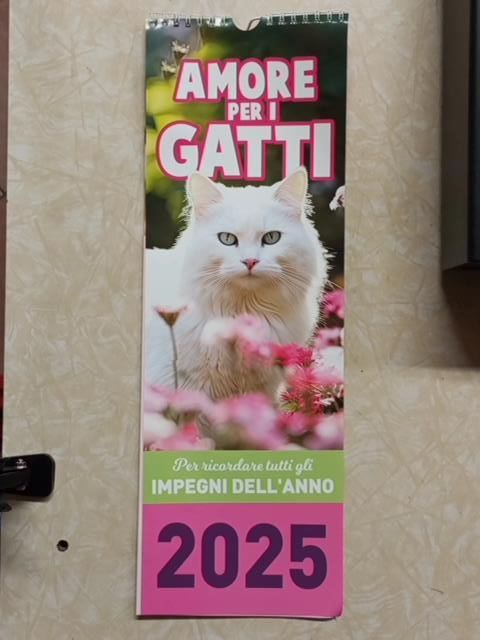 AMORE
PER I
GATTI
Per ricordare tutti gli
IMPEGNI DELL'ANNO
2025